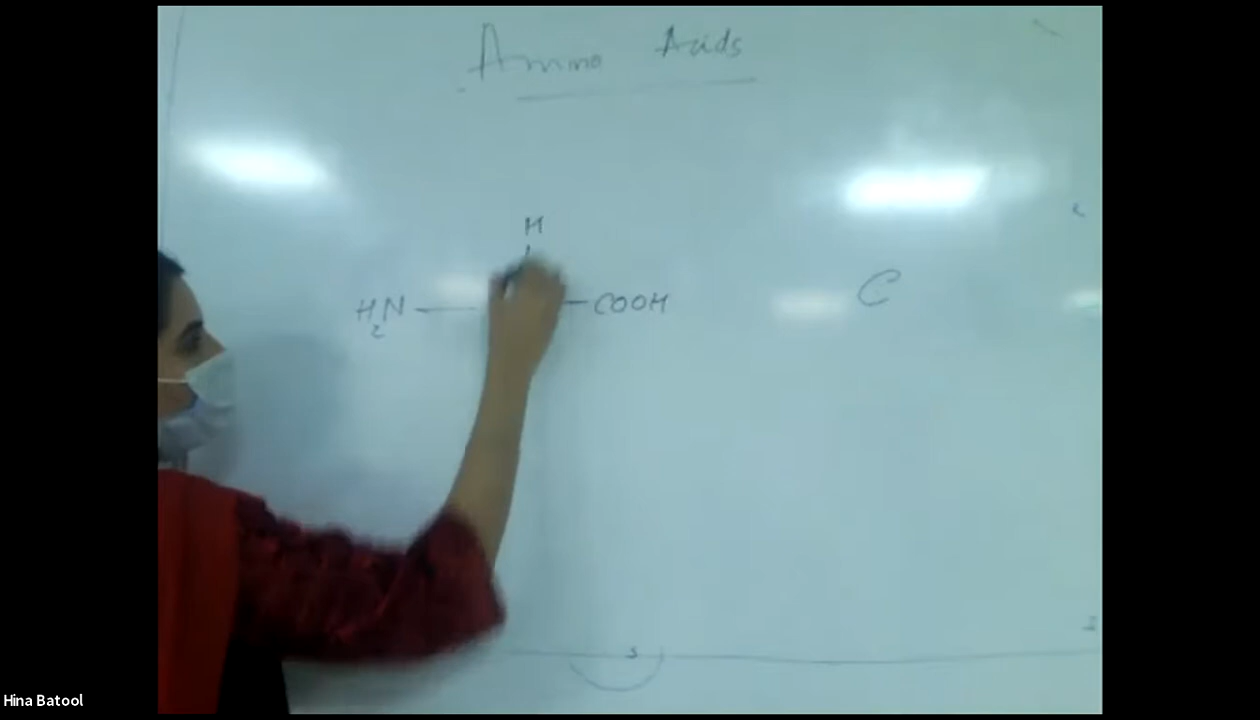 Amino Acids
H
H2N — — COOH
C
s
Hina Batool